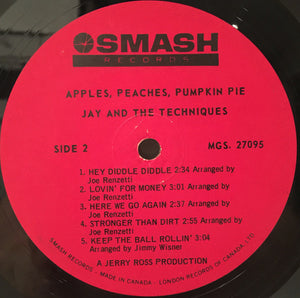 SMASH
RECORDS
APPLES, PEACHES, PUMPKIN PIE
JAY AND THE TECHNIQUES
SIDE 2
MGS. 27095
1. HEY DIDDLE DIDDLE 2:34 Arranged by
Joe Renzetti
2. LOVIN' FOR MONEY 3:01 Arranged by
Joe Renzetti
3. HERE WE GO AGAIN 2:37 Arranged by
Joe Renzetti
4. STRONGER THAN DIRT 2:55 Arranged by
Joe Renzetti
5. KEEP THE BALL ROLLIN' 3:04
Arranged by Jimmy Wisner
A JERRY ROSS PRODUCTION
SMASH RECORDS - MADE IN CANADA - LONDON RECORDS OF CANADA, LTD.